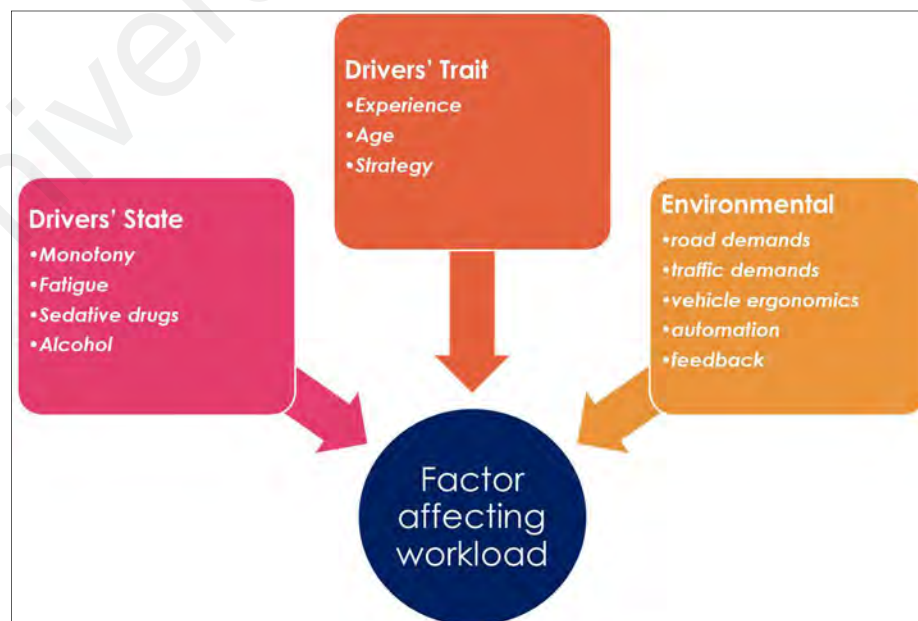 Drivers' Trait
•Experience
•Age
•Strategy
Drivers' State
•Monotony
•Fatigue
•Sedative drugs
•Alcohol
Environmental
•road demands
•traffic demands
•vehicle ergonomics
•automation
•feedback
Factor
affecting
workload